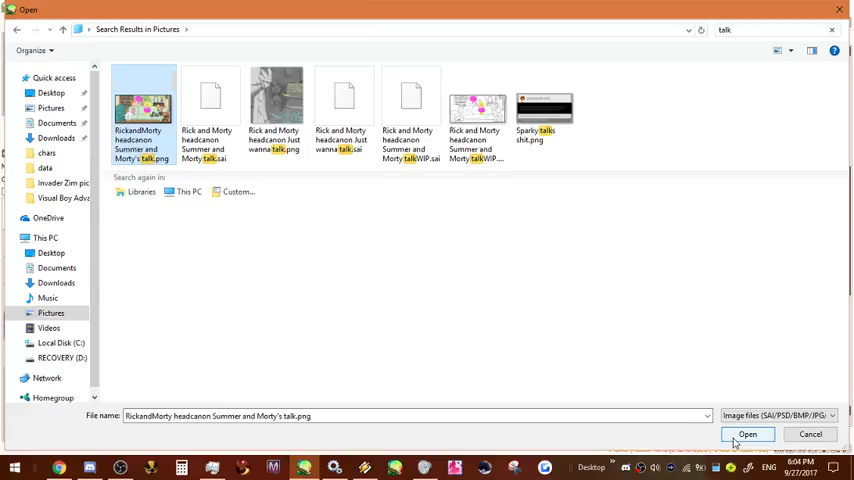 Open
Search Results in Pictures
talk
Organize
Quick access
Desktop
Pictures
Documents
Downloads
chars
data
Invader Zim pic
Visual Boy Adva
OneDrive
This PC
Desktop
Documents
Downloads
Music
Pictures
Videos
Local Disk (C:)
RECOVERY (D:)
Network
Homegroup
RickandMorty
headcanon
Summer and
Morty's talk.png
Rick and Morty
headcanon
Summer and
Morty talk.sai
Rick and Morty
headcanon Just
wanna talk.png
Rick and Morty
headcanon Just
wanna talk.sai
Rick and Morty
headcanon
Summer and
Morty talkWIP.sai
Rick and Morty
headcanon
Summer and
Morty talkWIP....
Sparky talks
shit.png
Search again in:
Libraries
This PC
Custom...
File name:
RickandMorty headcanon Summer and Morty's talk.png
Image files (SAI/PSD/BMP/JPG/
Open
Cancel
Desktop
ENG
6:04 PM
9/27/2017